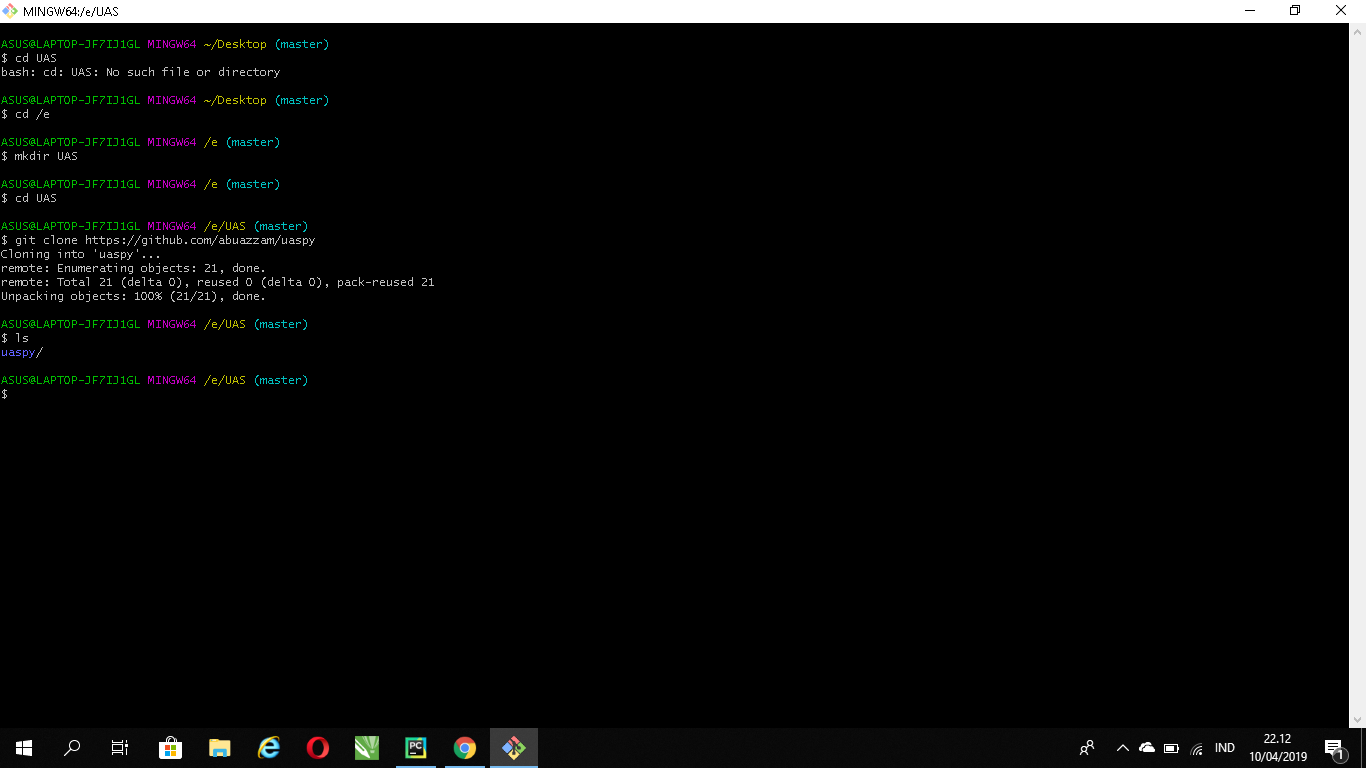 MINGW64:/e/UAS
ASUS@LAPTOP-JF7IJ1GL MINGW64 ~/Desktop (master)
$ cd UAS
bash: cd: UAS: No such file or directory
ASUS@LAPTOP-JF7IJ1GL MINGW64 ~/Desktop (master)
$ cd /e
ASUS@LAPTOP-JF7IJ1GL MINGW64 /e (master)
$ mkdir UAS
ASUS@LAPTOP-JF7IJ1GL MINGW64 /e (master)
$ cd UAS
ASUS@LAPTOP-JF7IJ1GL MINGW64 /e/UAS (master)
$ git clone https://github.com/abuazzam/uaspy
Cloning into 'uaspy'...
remote: Enumerating objects: 21, done.
remote: Total 21 (delta 0), reused 0 (delta 0), pack-reused 21
Unpacking objects: 100% (21/21), done.
ASUS@LAPTOP-JF7IJ1GL MINGW64 /e/UAS (master)
$ ls
uaspy/
ASUS@LAPTOP-JF7IJ1GL MINGW64 /e/UAS (master)
$
PC
IND
22.12
10/04/2019
1